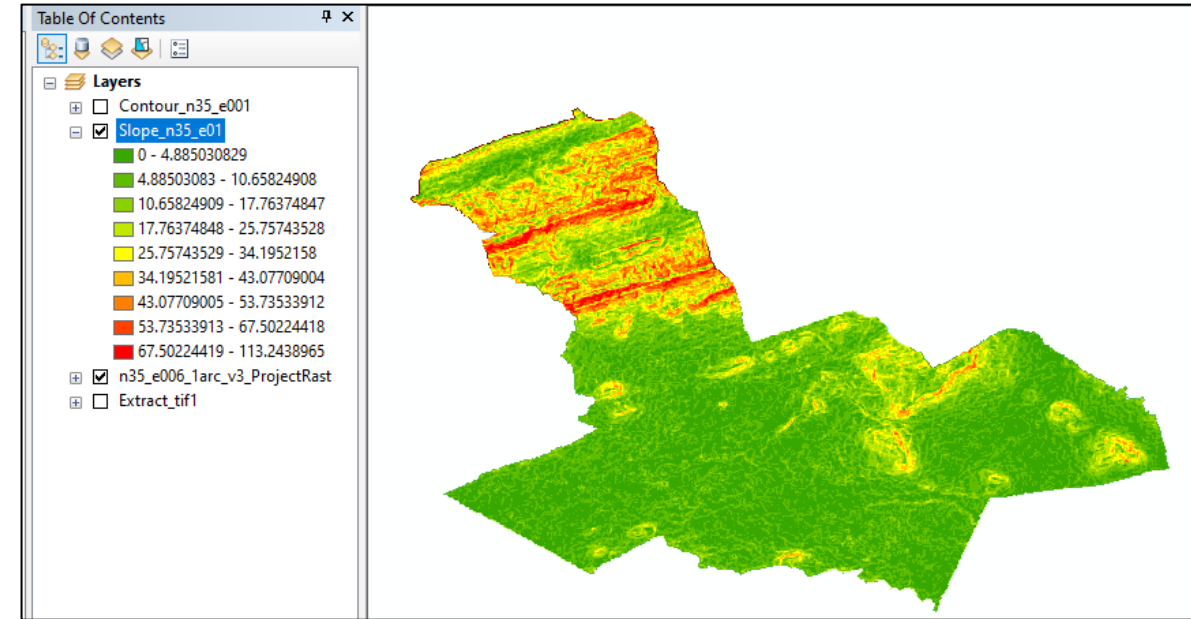 Table Of Contents
Layers
Contour_n35_e001
Slope_n35_e01
0 - 4.885030829
4.88503083 - 10.65824908
10.65824909 - 17.76374847
17.76374848 - 25.75743528
25.75743529 - 34.1952158
34.19521581 - 43.07709004
43.07709005 - 53.73533912
53.73533913 - 67.50224418
67.50224419 - 113.2438965
n35_e006_1arc_v3_ProjectRast
Extract_tif1